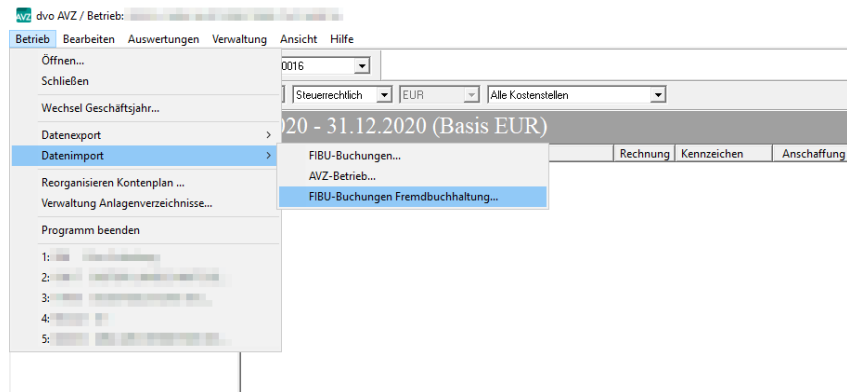 AVZ dvo AVZ / Betrieb:
Betrieb Bearbeiten Auswertungen Verwaltung Ansicht Hilfe
Öffnen...
0016
Schließen
Steuerrechtlich EUR Alle Kostenstellen
Wechsel Geschäftsjahr...
020 - 31.12.2020 (Basis EUR)
Datenexport >
Datenimport >
FIBU-Buchungen...
Rechnung Kennzeichen Anschaffung
AVZ-Betrieb...
Reorganisieren Kontenplan ...
FIBU-Buchungen Fremdbuchhaltung...
Verwaltung Anlagenverzeichnisse...
Programm beenden
1:
2:
3:
4:
5: